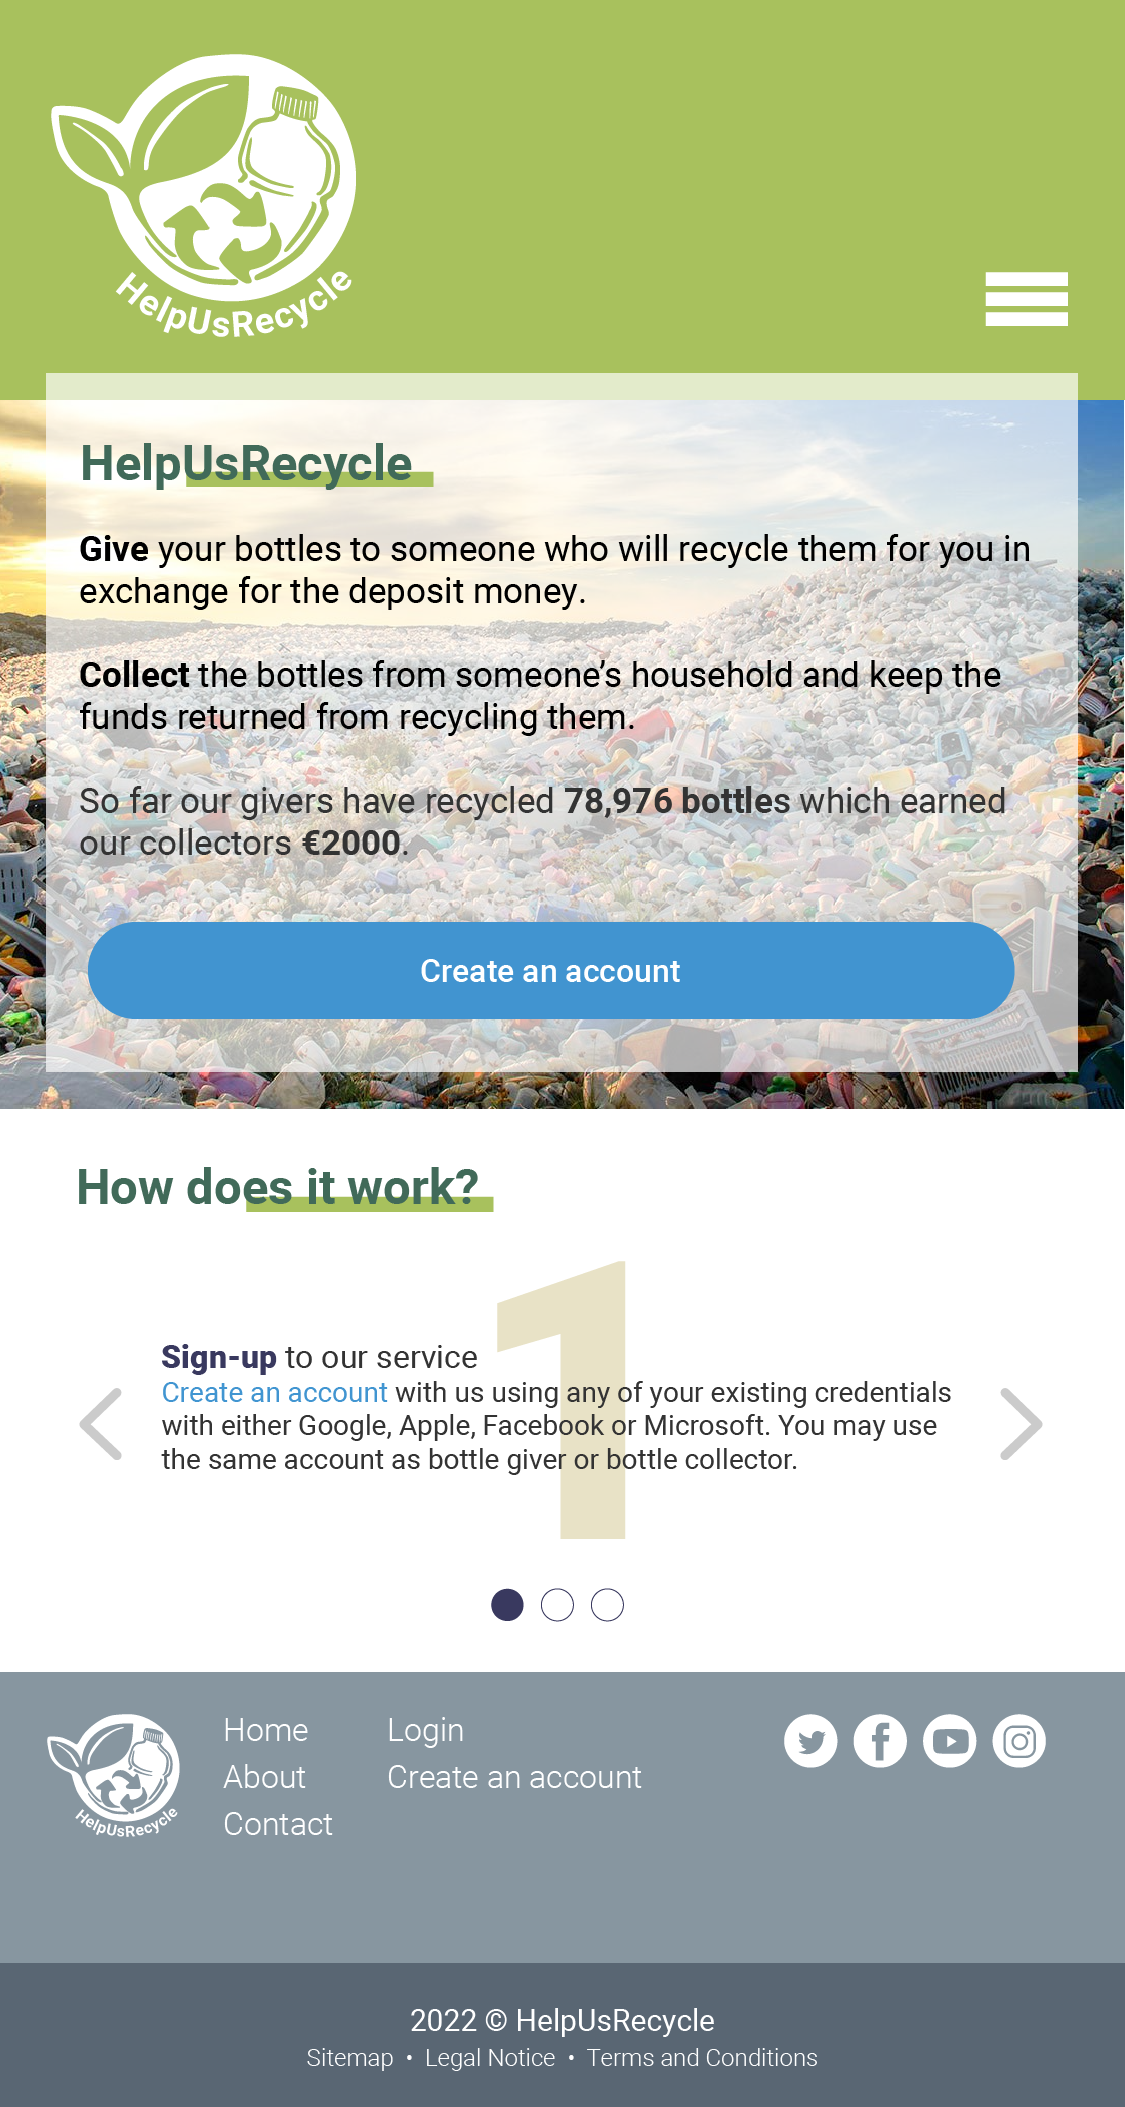 HelpUsRecycle
HelpUsRecycle
Give your bottles to someone who will recycle them for you in
exchange for the deposit money.
Collect the bottles from someone’s household and keep the
funds returned from recycling them.
So far our givers have recycled 78,976 bottles which earned
our collectors €2000.
Create an account
How does it work?
1
Sign-up to our service
Create an account with us using any of your existing credentials
with either Google, Apple, Facebook or Microsoft. You may use
the same account as bottle giver or bottle collector.
HelpUsRecycle
Home
About
Contact
Login
Create an account
2022 © HelpUsRecycle
Sitemap • Legal Notice • Terms and Conditions